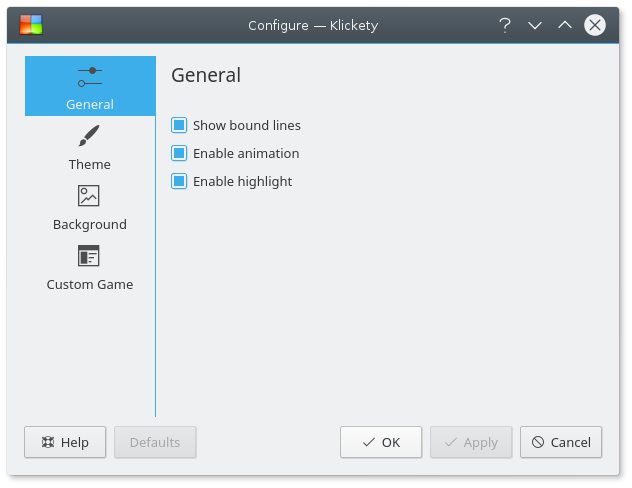 Configure — Klickety
General
Theme
Background
Custom Game
General
Show bound lines
Enable animation
Enable highlight
Help
Defaults
OK
Apply
Cancel